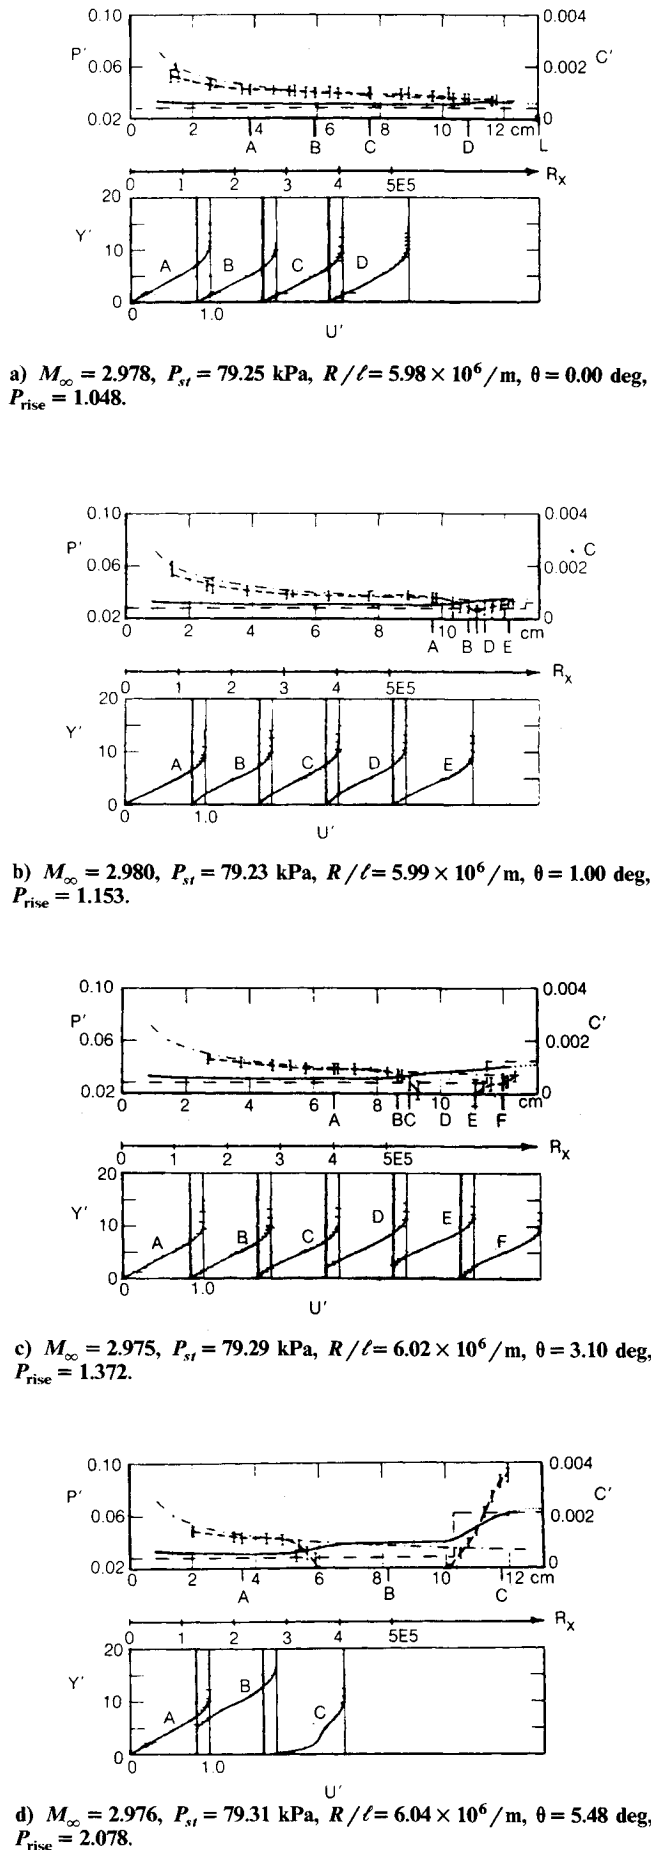 0.10 0.004
P' C'
0.06 0.002
0.02 0
0 2 4 6 8 10 12 cm
A B C D L
0 1 2 3 4 5E5 Rx
20
Y'
10 A B C D
0
0 1.0
U'
a) M∞ = 2.978, Pst = 79.25 kPa, R/ℓ = 5.98 × 10⁶/m, θ = 0.00 deg,
Prise = 1.048.
0.10 0.004
P' C
0.06 0.002
0.02 0
0 2 4 6 8 10 cm
A B D E
0 1 2 3 4 5E5 Rx
20
Y'
10 A B C D E
0
0 1.0
U'
b) M∞ = 2.980, Pst = 79.23 kPa, R/ℓ = 5.99 × 10⁶/m, θ = 1.00 deg,
Prise = 1.153.
0.10 0.004
P' C'
0.06 0.002
0.02 0
0 2 4 6 8 10 cm
A B C D E F
0 1 2 3 4 5E5 Rx
20
Y'
10 A B C D E F
0
0 1.0
U'
c) M∞ = 2.975, Pst = 79.29 kPa, R/ℓ = 6.02 × 10⁶/m, θ = 3.10 deg,
Prise = 1.372.
0.10 0.004
P' C'
0.06 0.002
0.02 0
0 2 4 6 8 10 12 cm
A B C
0 1 2 3 4 5E5 Rx
20
Y'
10 A B C
0
0 1.0
U'
d) M∞ = 2.976, Pst = 79.31 kPa, R/ℓ = 6.04 × 10⁶/m, θ = 5.48 deg,
Prise = 2.078.